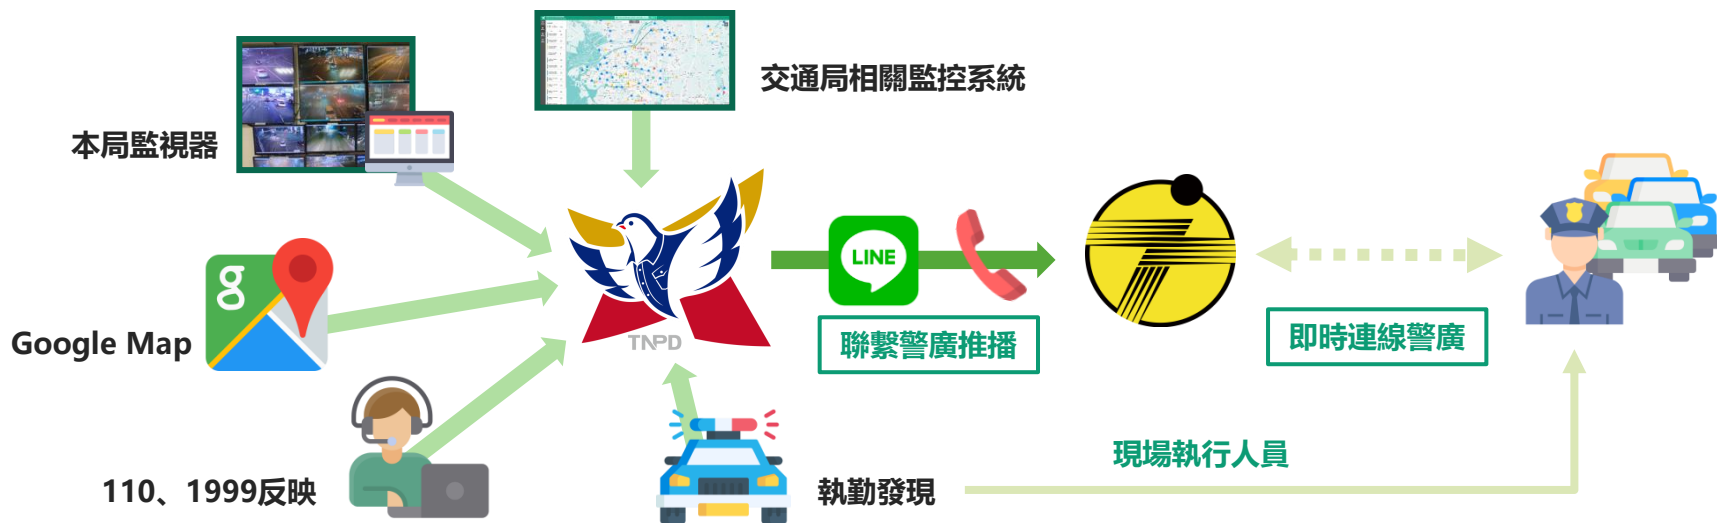 交通局相關監控系統
本局監視器
Google Map
g
TNPD
LINE
聯繫警廣推播
即時連線警廣
110、1999反映
執勤發現
現場執行人員